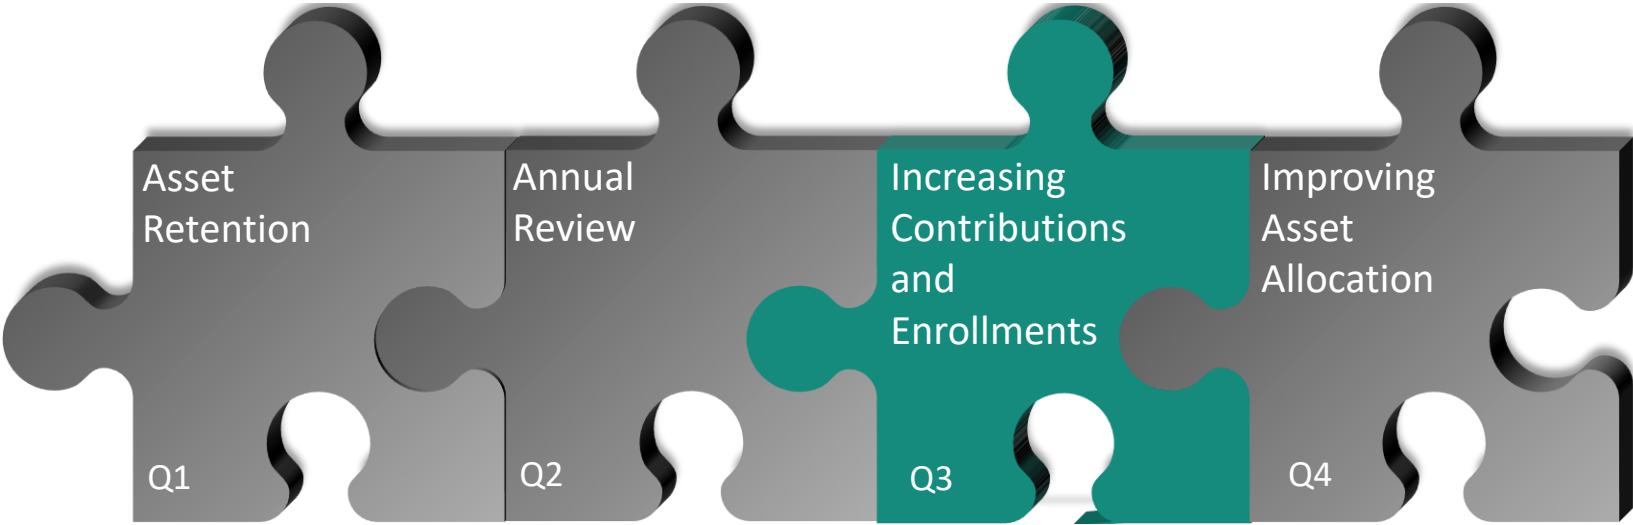 Asset
Retention
Q1
Annual
Review
Q2
Increasing
Contributions
and
Enrollments
Q3
Improving
Asset
Allocation
Q4